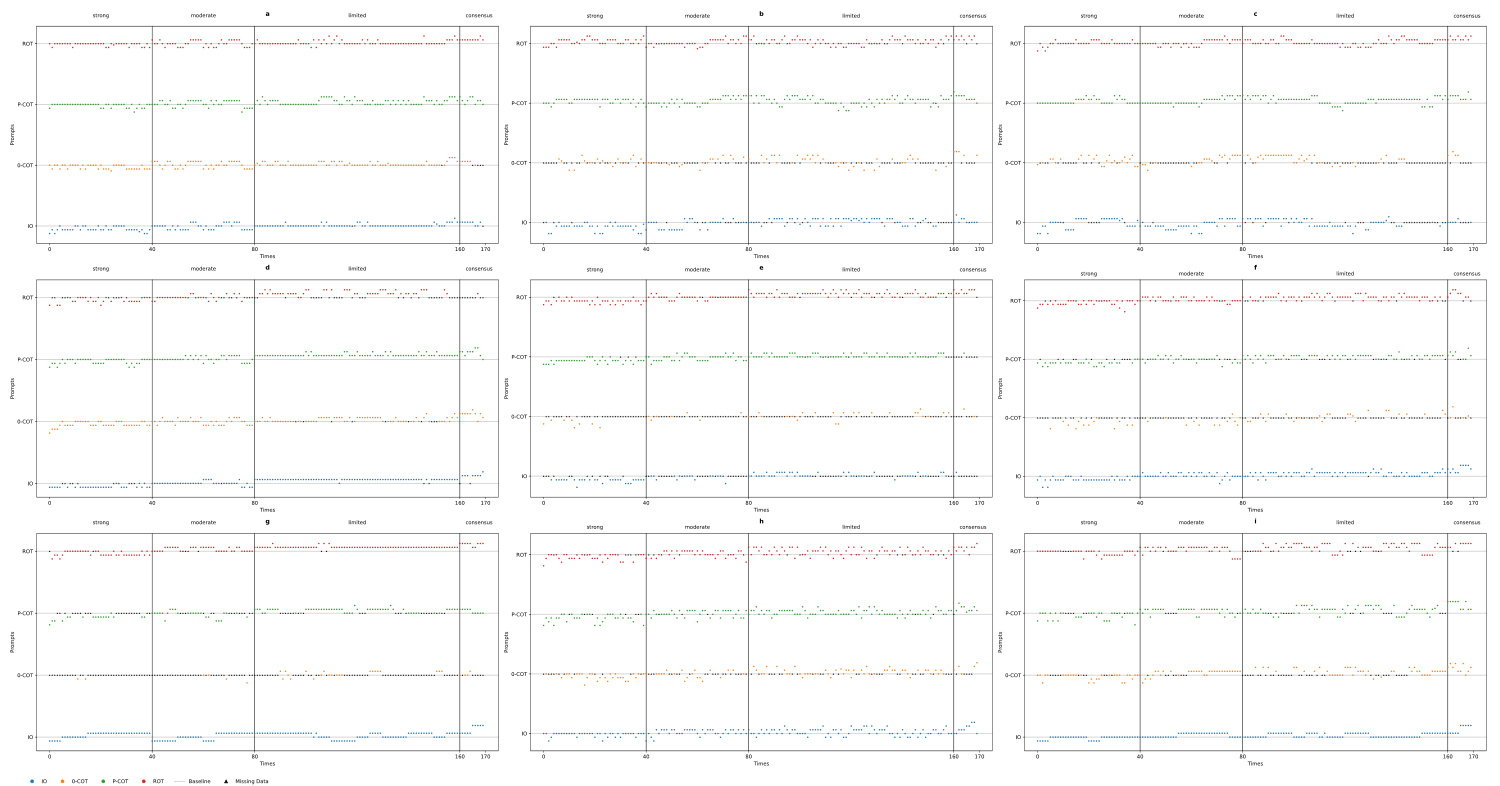 a
strong moderate limited consensus
ROT
P-COT
0-COT
IO
Prompts
0 40 80 160 170
Times
b
strong moderate limited consensus
ROT
P-COT
0-COT
IO
Prompts
0 40 80 160 170
Times
c
strong moderate limited consensus
ROT
P-COT
0-COT
IO
Prompts
0 40 80 160 170
Times
d
strong moderate limited consensus
ROT
P-COT
0-COT
IO
Prompts
0 40 80 160 170
Times
e
strong moderate limited consensus
ROT
P-COT
0-COT
IO
Prompts
0 40 80 160 170
Times
f
strong moderate limited consensus
ROT
P-COT
0-COT
IO
Prompts
0 40 80 160 170
Times
g
strong moderate limited consensus
ROT
P-COT
0-COT
IO
Prompts
0 40 80 160 170
Times
h
strong moderate limited consensus
ROT
P-COT
0-COT
IO
Prompts
0 40 80 160 170
Times
i
strong moderate limited consensus
ROT
P-COT
0-COT
IO
Prompts
0 40 80 160 170
Times
IO 0-COT P-COT ROT Baseline Missing Data